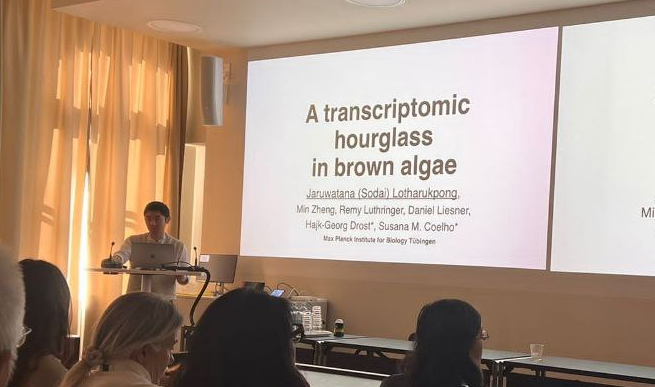 A transcriptomic
hourglass
in brown algae
Jaruwatana (Sodai) Lotharukpong,
Min Zheng, Remy Luthringer, Daniel Liesner,
Hajk-Georg Drost*, Susana M. Coelho*
Max Planck Institute for Biology Tübingen
Mi